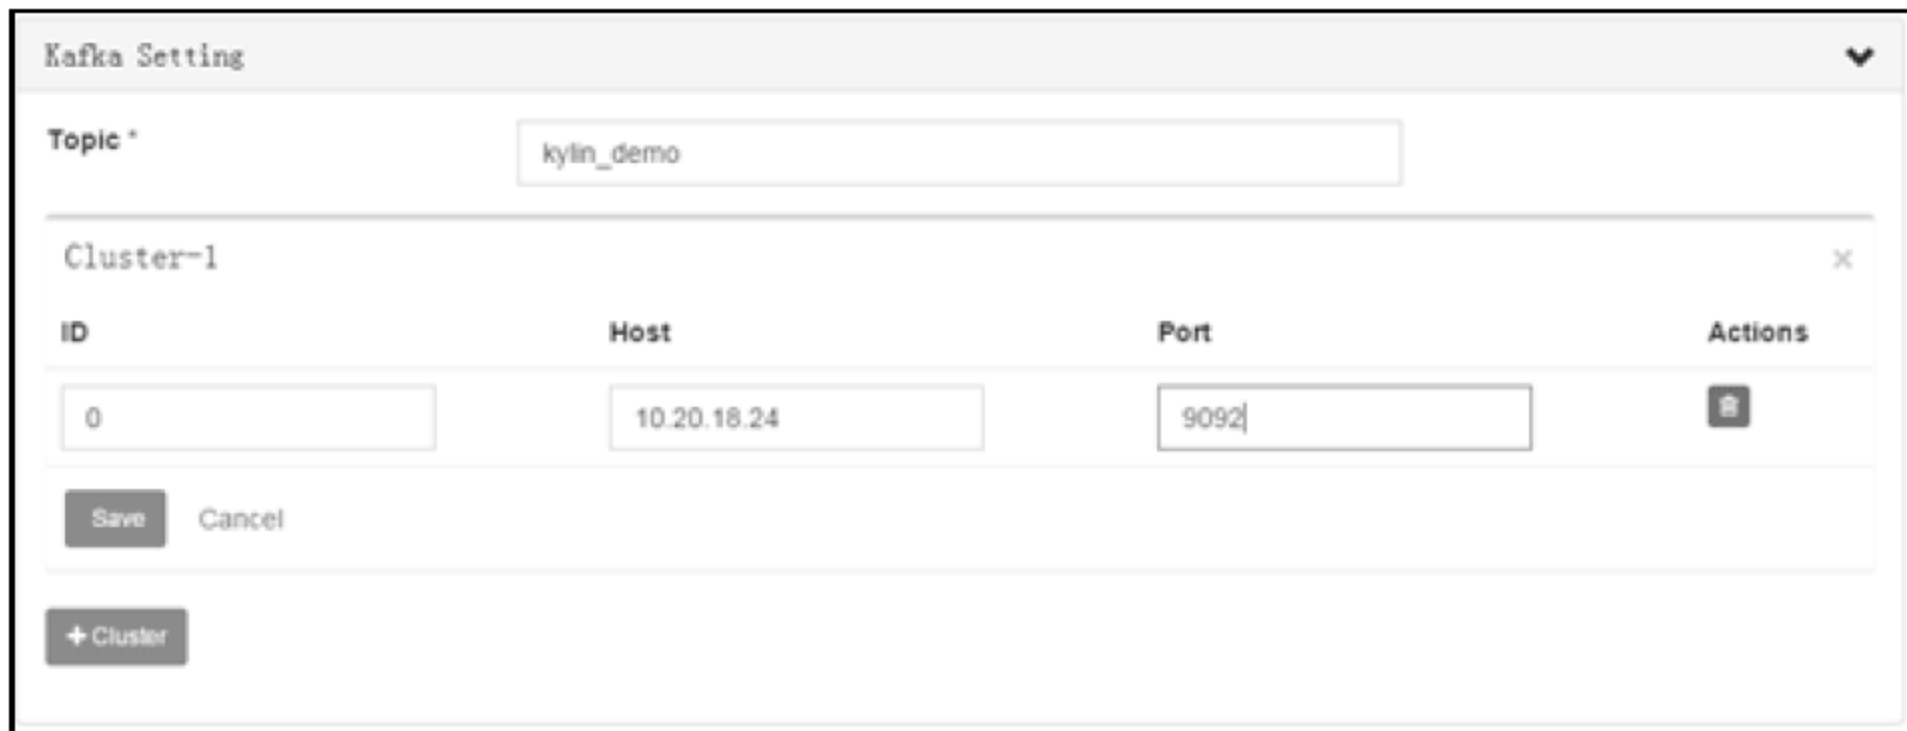 Kafka Setting
Topic *
kylin_demo
Cluster-1
ID Host Port Actions
0 10.20.18.24 9092
Save Cancel
+ Cluster